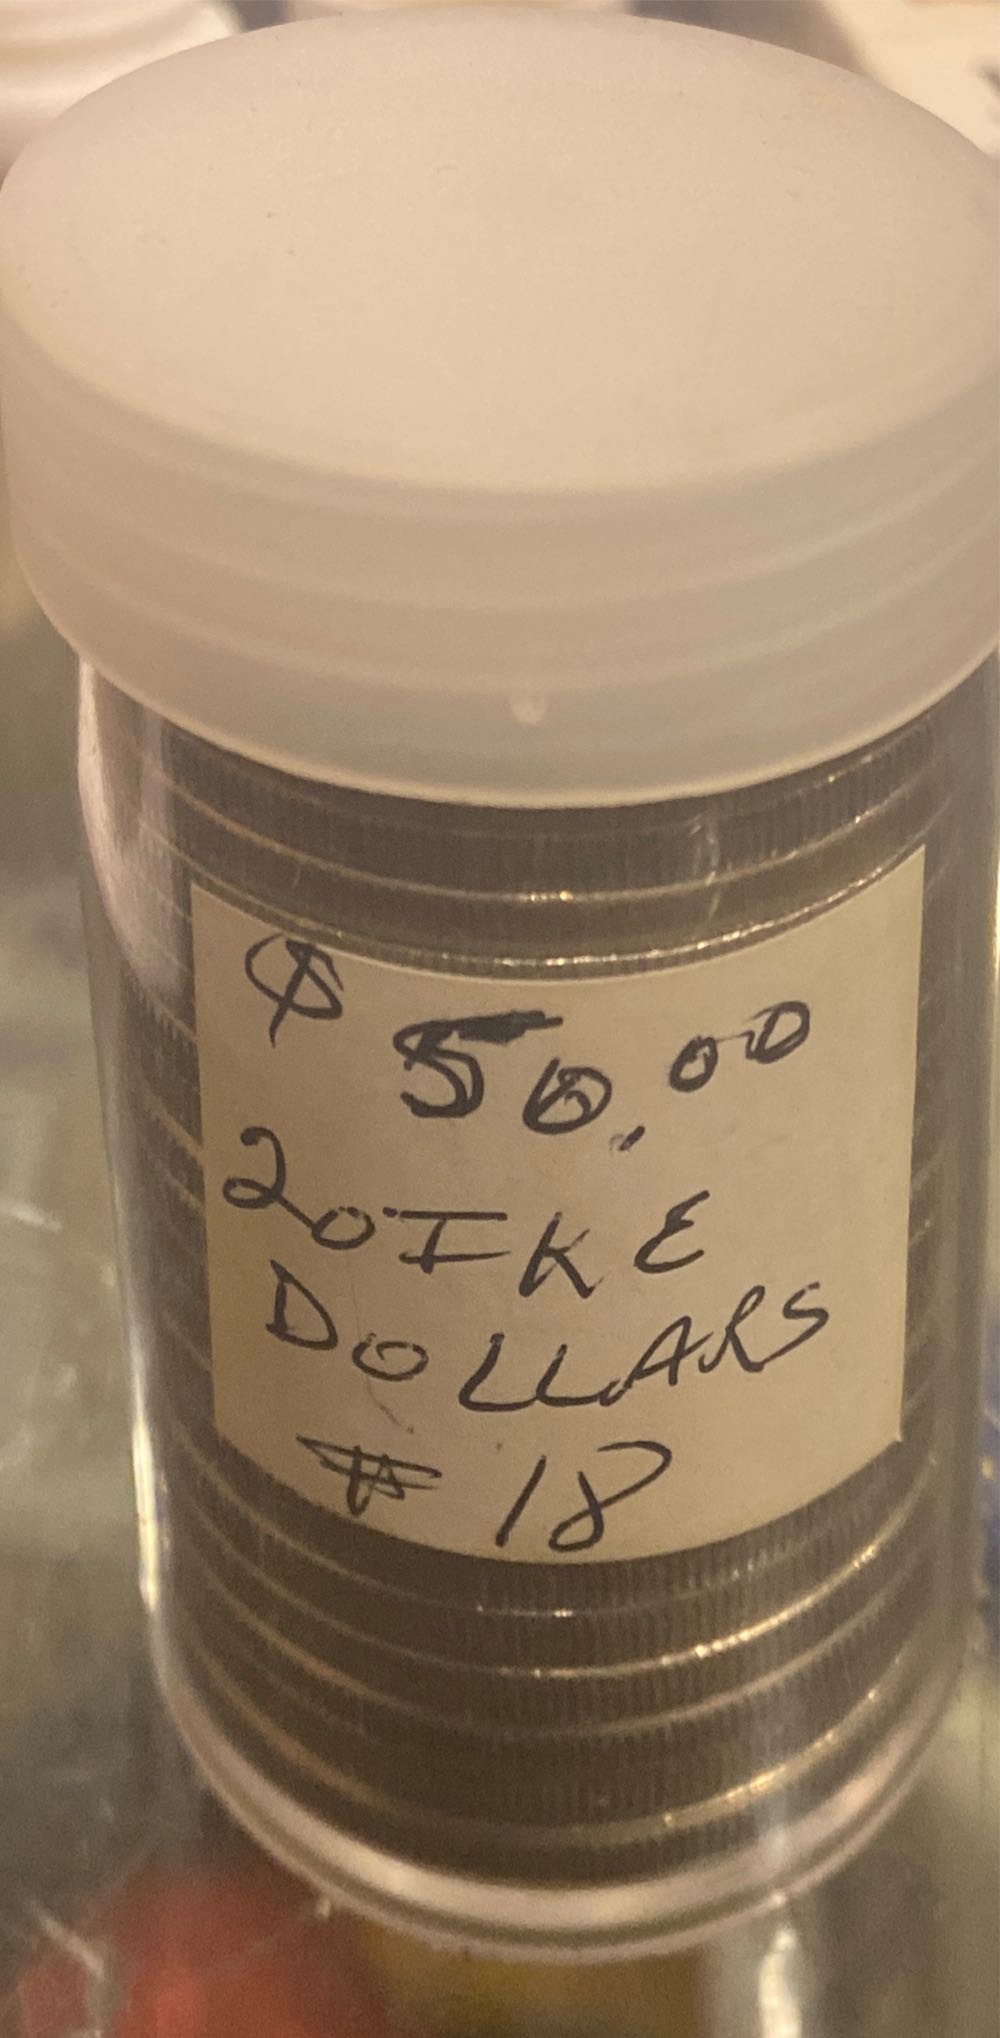 $ 50.00
20 IKE
DOLLARS
# 18